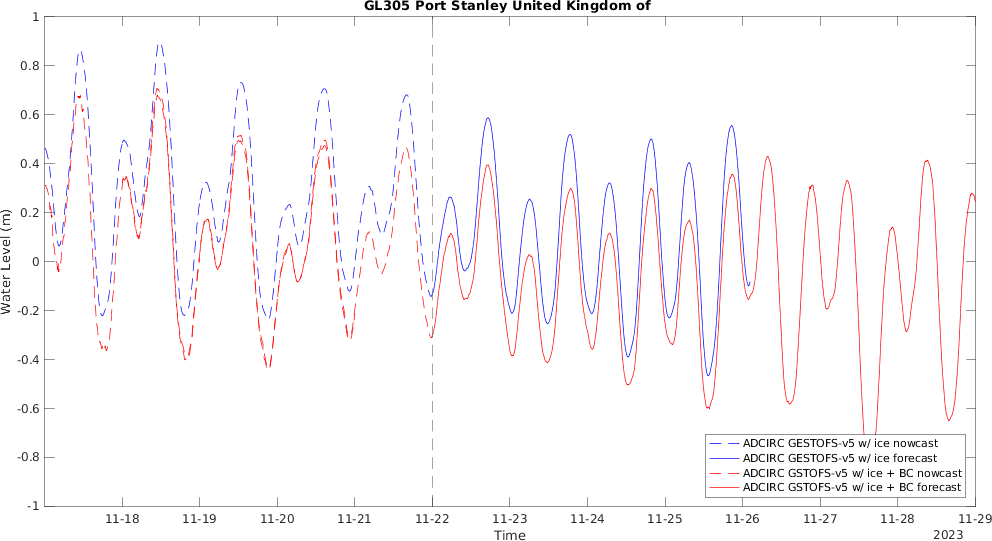 GL305 Port Stanley United Kingdom of
1
0.8
0.6
0.4
0.2
0
-0.2
-0.4
-0.6
-0.8
-1
Water Level (m)
ADCIRC GESTOFS-v5 w/ ice nowcast
ADCIRC GESTOFS-v5 w/ ice forecast
ADCIRC GSTOFS-v5 w/ ice + BC nowcast
ADCIRC GSTOFS-v5 w/ ice + BC forecast
11-18 11-19 11-20 11-21 11-22 11-23 11-24 11-25 11-26 11-27 11-28 11-29
Time
2023